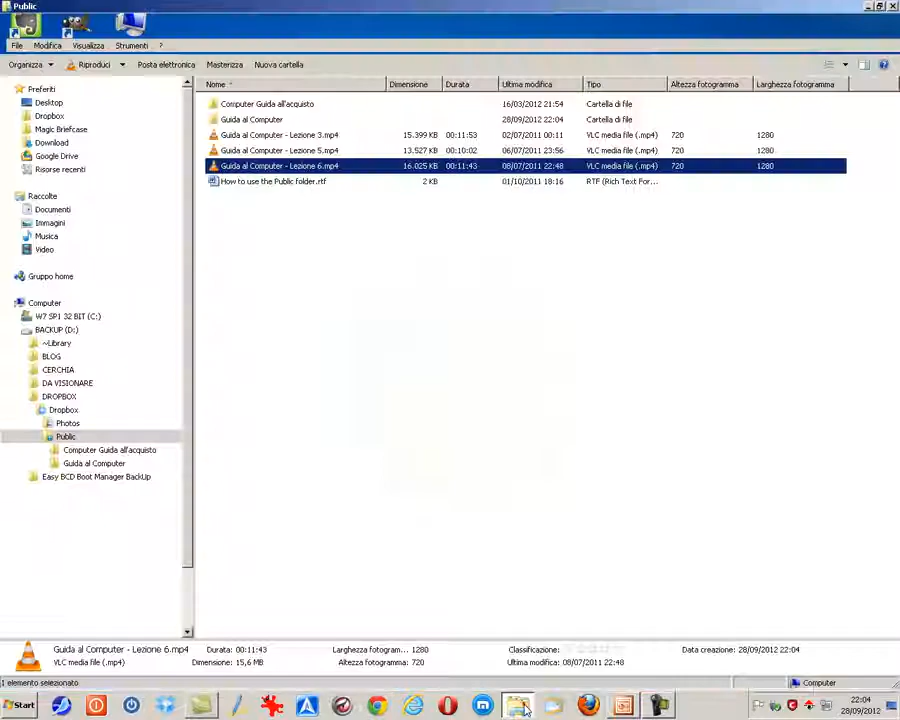 Public
File Modifica Visualizza Strumenti ?
Organizza Riproduci Posta elettronica Masterizza Nuova cartella
Preferiti
Desktop
Dropbox
Magic Briefcase
Download
Google Drive
Risorse recenti
Raccolte
Documenti
Immagini
Musica
Video
Gruppo home
Computer
W7 SP1 32 BIT (C:)
BACKUP (D:)
~Library
BLOG
CERCHIA
DA VISIONARE
DROPBOX
Dropbox
Photos
Public
Computer Guida all'acquisto
Guida al Computer
Easy BCD Boot Manager BackUp
Nome Dimensione Durata Ultima modifica Tipo Altezza fotogramma Larghezza fotogramma
Computer Guida all'acquisto 16/03/2012 21:54 Cartella di file
Guida al Computer 28/09/2012 22:04 Cartella di file
Guida al Computer - Lezione 3.mp4 15.399 KB 00:11:53 02/07/2011 00:11 VLC media file (.mp4) 720 1280
Guida al Computer - Lezione 5.mp4 13.527 KB 00:10:02 06/07/2011 23:56 VLC media file (.mp4) 720 1280
Guida al Computer - Lezione 6.mp4 16.025 KB 00:11:43 08/07/2011 22:48 VLC media file (.mp4) 720 1280
How to use the Public folder.rtf 2 KB 01/10/2011 18:16 RTF (Rich Text For...
Guida al Computer - Lezione 6.mp4 Durata: 00:11:43 Larghezza fotogram... 1280 Classificazione: Data creazione: 28/09/2012 22:04
VLC media file (.mp4) Dimensione: 15,6 MB Altezza fotogramma: 720 Ultima modifica: 08/07/2011 22:48
1 elemento selezionato Computer
Start 22:04
28/09/2012